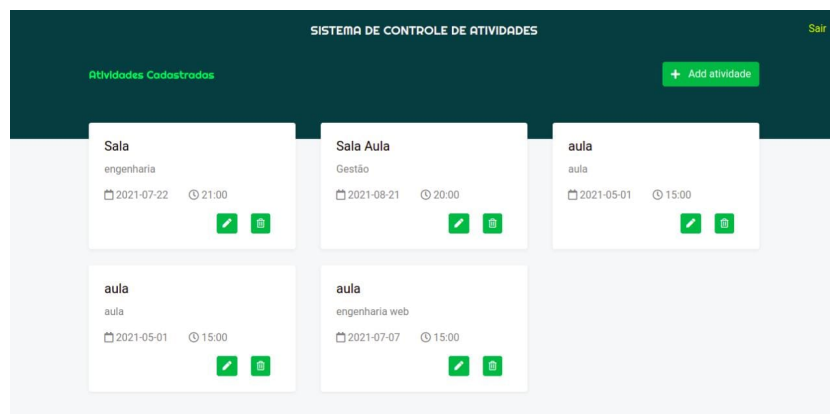 SISTEMA DE CONTROLE DE ATIVIDADES
Sair
Atividades Cadastradas
Add atividade
Sala
engenharia
2021-07-22 21:00
Sala Aula
Gestão
2021-08-21 20:00
aula
aula
2021-05-01 15:00
aula
aula
2021-05-01 15:00
aula
engenharia web
2021-07-07 15:00